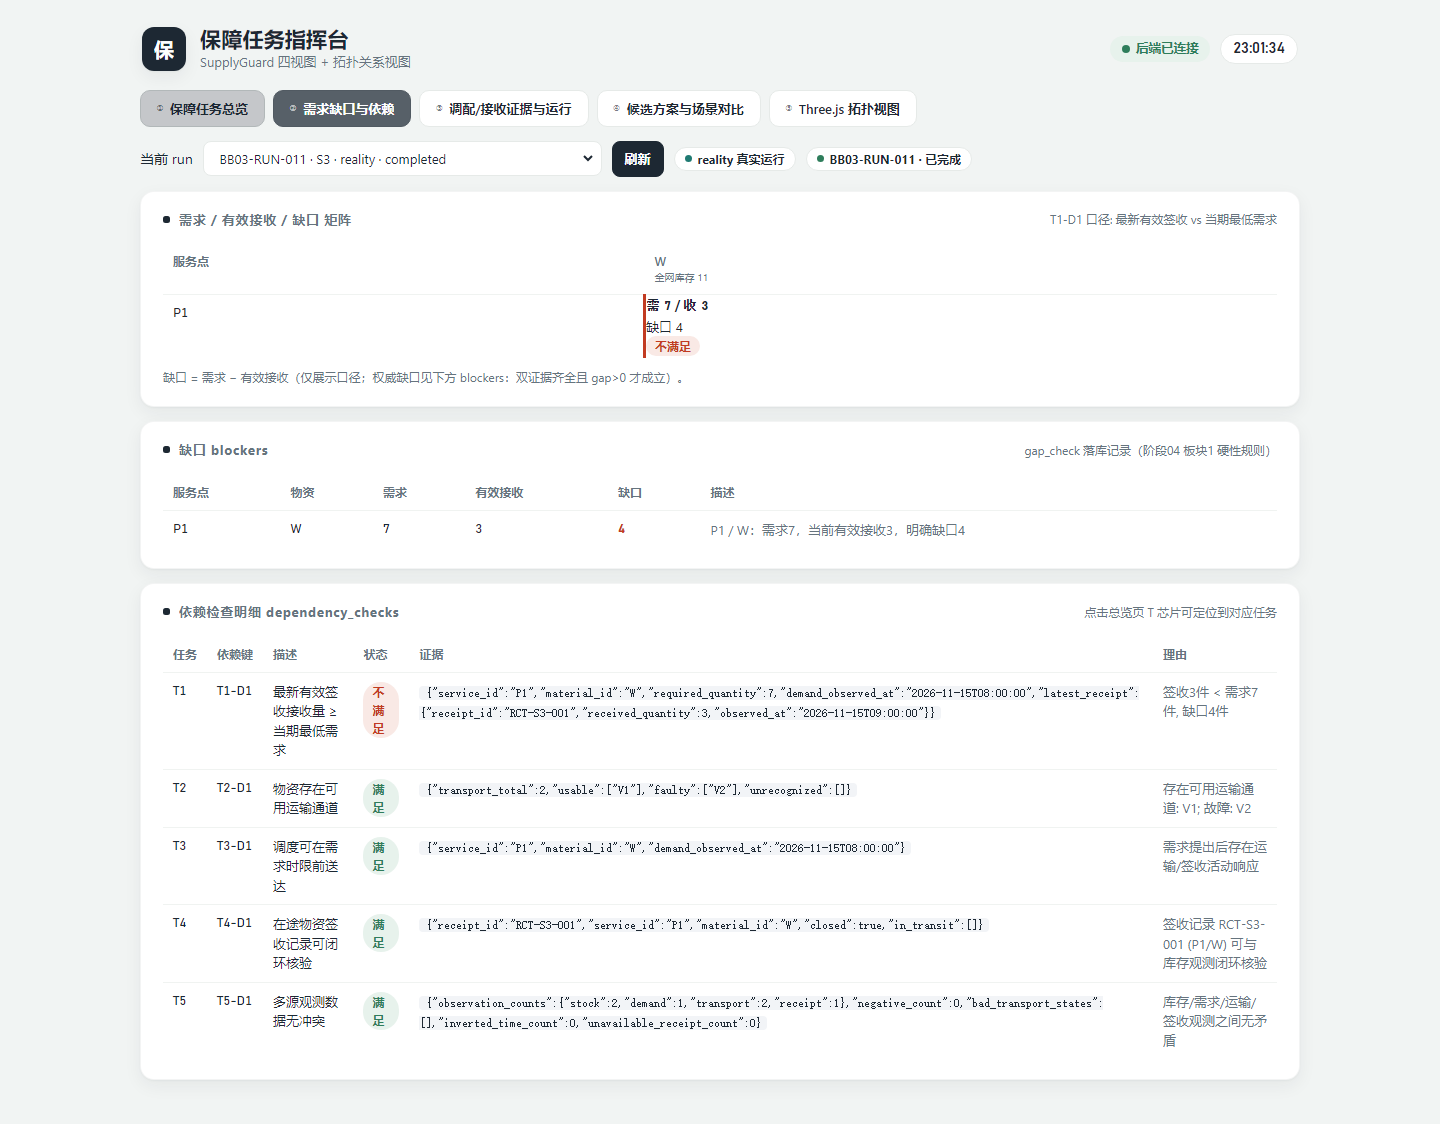 保
保障任务指挥台
SupplyGuard 四视图 + 拓扑关系视图
后端已连接
23:01:34
保障任务总览
需求缺口与依赖
调配/接收证据与运行
候选方案与场景对比
Three.js 拓扑视图
当前 run
BB03-RUN-011 · S3 · reality · completed
刷新
reality 真实运行
BB03-RUN-011 · 已完成
需求 / 有效接收 / 缺口 矩阵
T1-D1 口径: 最新有效签收 vs 当期最低需求
服务点
W
全网库存 11
P1
需 7 / 收 3
缺口 4
不满足
缺口 = 需求 − 有效接收（仅展示口径；权威缺口见下方 blockers：双证据齐全且 gap>0 才成立）。
缺口 blockers
gap_check 落库记录（阶段04 板块1 硬性规则）
服务点 物资 需求 有效接收 缺口 描述
P1 W 7 3 4 P1 / W：需求7，当前有效接收3，明确缺口4
依赖检查明细 dependency_checks
点击总览页 T 芯片可定位到对应任务
任务 依赖键 描述 状态 证据 理由
T1
T1-D1
最新有效签
收接收量 ≥
当期最低需
求
不
满
足
{"service_id":"P1","material_id":"W","required_quantity":7,"demand_observed_at":"2026-11-15T08:00:00","latest_receipt":
{"receipt_id":"RCT-S3-001","received_quantity":3,"observed_at":"2026-11-15T09:00:00"}}
签收3件 < 需求7
件, 缺口4件
T2
T2-D1
物资存在可
用运输通道
满
足
{"transport_total":2,"usable":["V1"],"faulty":["V2"],"unrecognized":[]}
存在可用运输通
道: V1; 故障: V2
T3
T3-D1
调度可在需
求时限前送
达
满
足
{"service_id":"P1","material_id":"W","demand_observed_at":"2026-11-15T08:00:00"}
需求提出后存在运
输/签收活动响应
T4
T4-D1
在途物资签
收记录可闭
环核验
满
足
{"receipt_id":"RCT-S3-001","service_id":"P1","material_id":"W","closed":true,"in_transit":[]}
签收记录 RCT-S3-
001 (P1/W) 可与
库存观测闭环核验
T5
T5-D1
多源观测数
据无冲突
满
足
{"observation_counts":{"stock":2,"demand":1,"transport":2,"receipt":1},"negative_count":0,"bad_transport_states":
[],"inverted_time_count":0,"unavailable_receipt_count":0}
库存/需求/运输/
签收观测之间无矛
盾